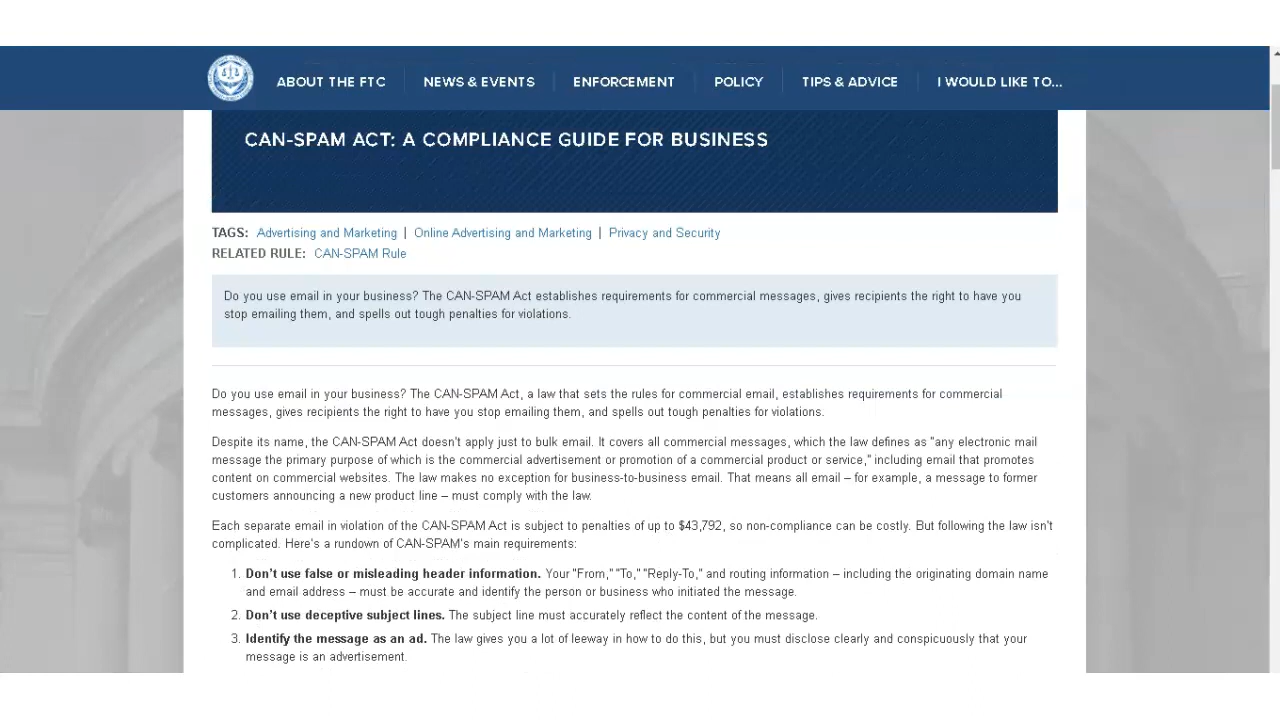 ABOUT THE FTC NEWS & EVENTS ENFORCEMENT POLICY TIPS & ADVICE I WOULD LIKE TO...
CAN-SPAM ACT: A COMPLIANCE GUIDE FOR BUSINESS
TAGS: Advertising and Marketing | Online Advertising and Marketing | Privacy and Security
RELATED RULE: CAN-SPAM Rule
Do you use email in your business? The CAN-SPAM Act establishes requirements for commercial messages, gives recipients the right to have you
stop emailing them, and spells out tough penalties for violations.
Do you use email in your business? The CAN-SPAM Act, a law that sets the rules for commercial email, establishes requirements for commercial
messages, gives recipients the right to have you stop emailing them, and spells out tough penalties for violations.
Despite its name, the CAN-SPAM Act doesn't apply just to bulk email. It covers all commercial messages, which the law defines as "any electronic mail
message the primary purpose of which is the commercial advertisement or promotion of a commercial product or service," including email that promotes
content on commercial websites. The law makes no exception for business-to-business email. That means all email – for example, a message to former
customers announcing a new product line – must comply with the law.
Each separate email in violation of the CAN-SPAM Act is subject to penalties of up to $43,792, so non-compliance can be costly. But following the law isn't
complicated. Here's a rundown of CAN-SPAM's main requirements:
1. Don't use false or misleading header information. Your "From," "To," "Reply-To," and routing information – including the originating domain name
and email address – must be accurate and identify the person or business who initiated the message.
2. Don't use deceptive subject lines. The subject line must accurately reflect the content of the message.
3. Identify the message as an ad. The law gives you a lot of leeway in how to do this, but you must disclose clearly and conspicuously that your
message is an advertisement.